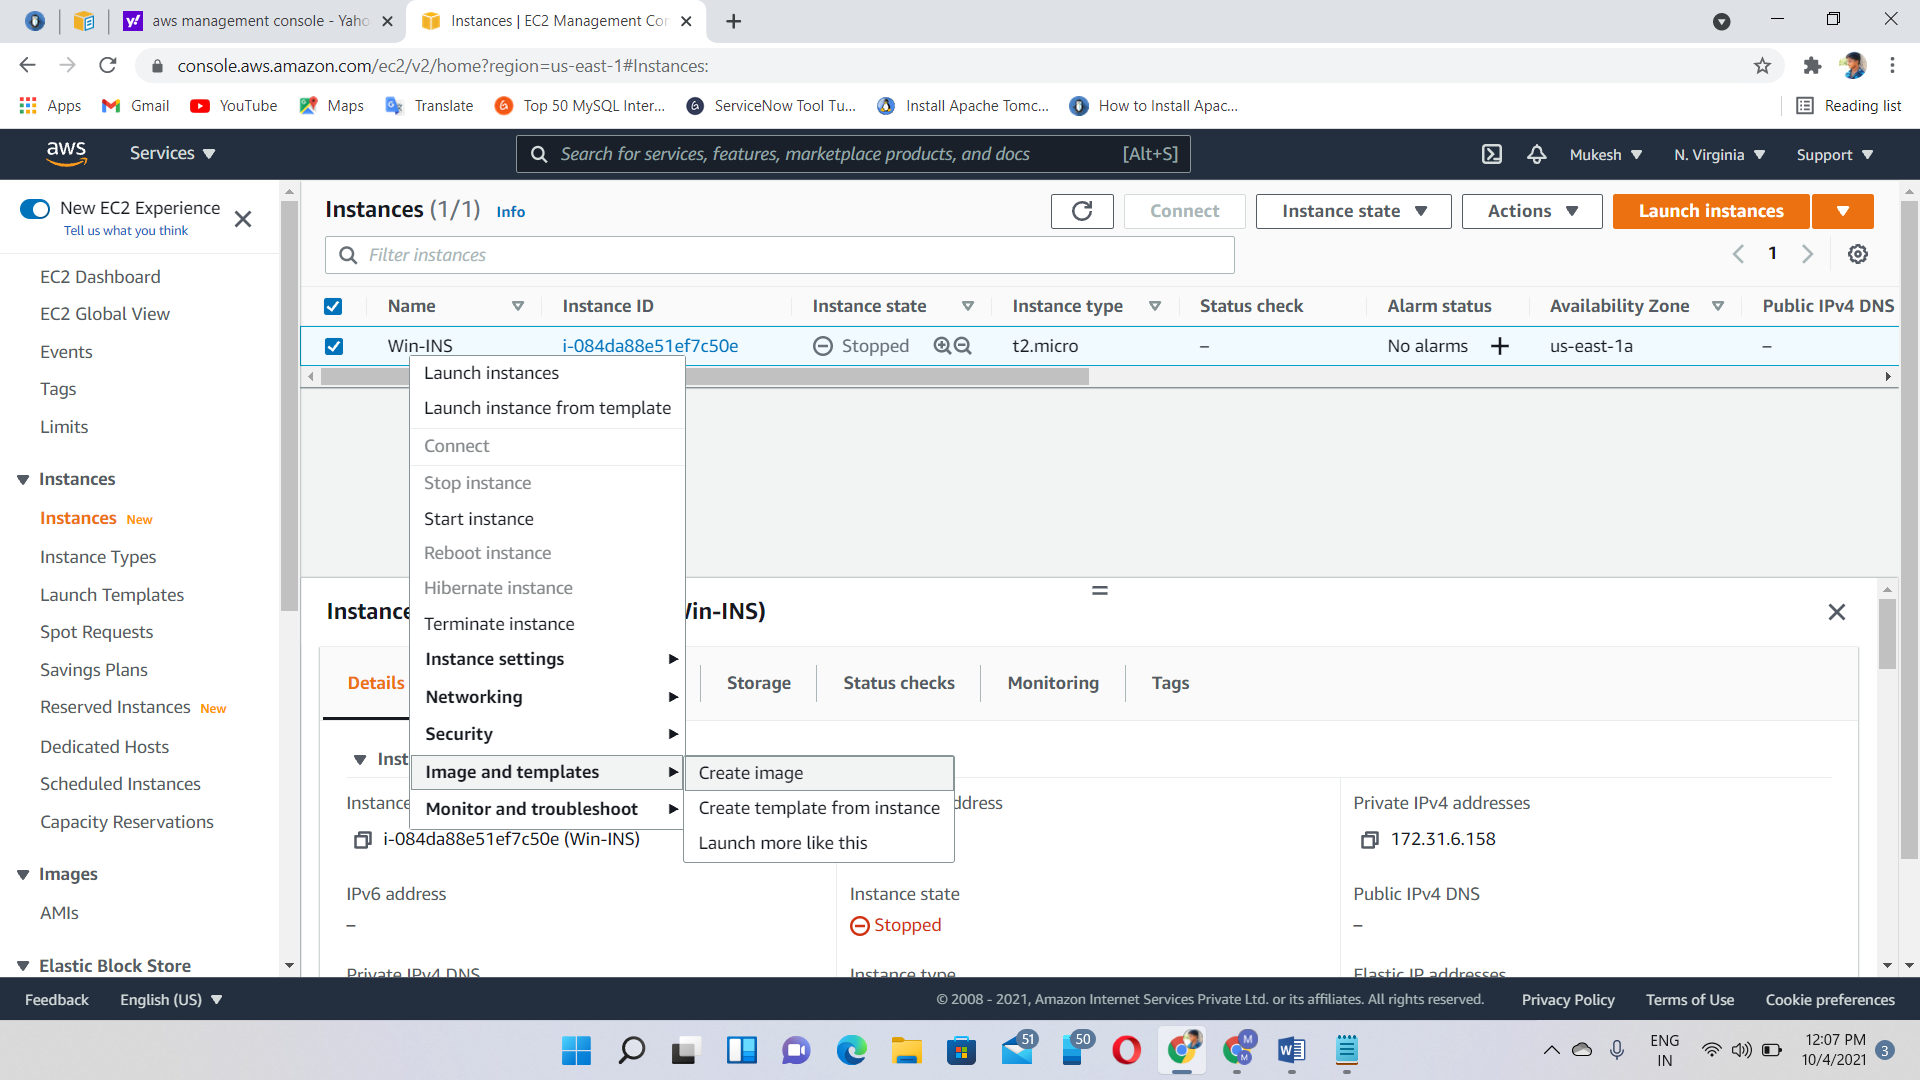 aws management console - Yaho
Instances | EC2 Management Con
console.aws.amazon.com/ec2/v2/home?region=us-east-1#Instances:
Apps Gmail YouTube Maps Translate Top 50 MySQL Inter... ServiceNow Tool Tu... Install Apache Tomc... How to Install Apac... Reading list
aws Services Search for services, features, marketplace products, and docs [Alt+S] Mukesh N. Virginia Support
New EC2 Experience
Tell us what you think
EC2 Dashboard
EC2 Global View
Events
Tags
Limits
Instances
Instances New
Instance Types
Launch Templates
Spot Requests
Savings Plans
Reserved Instances New
Dedicated Hosts
Scheduled Instances
Capacity Reservations
Images
AMIs
Elastic Block Store
Instances (1/1) Info
Connect Instance state Actions Launch instances
Filter instances
1
Name Instance ID Instance state Instance type Status check Alarm status Availability Zone Public IPv4 DNS
Win-INS i-084da88e51ef7c50e Stopped t2.micro – No alarms + us-east-1a –
Launch instances
Launch instance from template
Connect
Stop instance
Start instance
Reboot instance
Hibernate instance
Terminate instance
Instance settings
Networking
Security
Image and templates
Monitor and troubleshoot
Create image
Create template from instance
Launch more like this
Instance Win-INS)
Details Storage Status checks Monitoring Tags
Inst
Instance ddress Private IPv4 addresses
i-084da88e51ef7c50e (Win-INS) 172.31.6.158
IPv6 address Instance state Public IPv4 DNS
– Stopped –
Private IPv4 DNS Instance type Elastic IP addresses
Feedback English (US) © 2008 - 2021, Amazon Internet Services Private Ltd. or its affiliates. All rights reserved. Privacy Policy Terms of Use Cookie preferences
51 50
ENG
IN
12:07 PM
10/4/2021
3